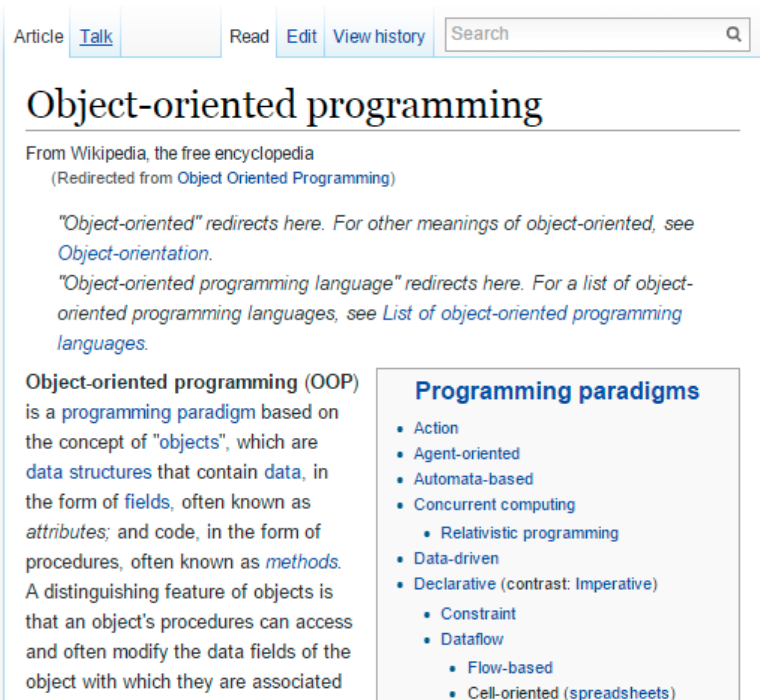 Article Talk Read Edit View history Search
Object-oriented programming
From Wikipedia, the free encyclopedia
(Redirected from Object Oriented Programming)
"Object-oriented" redirects here. For other meanings of object-oriented, see
Object-orientation.
"Object-oriented programming language" redirects here. For a list of object-
oriented programming languages, see List of object-oriented programming
languages.
Object-oriented programming (OOP)
is a programming paradigm based on
the concept of "objects", which are
data structures that contain data, in
the form of fields, often known as
attributes; and code, in the form of
procedures, often known as methods.
A distinguishing feature of objects is
that an object's procedures can access
and often modify the data fields of the
object with which they are associated
Programming paradigms
• Action
• Agent-oriented
• Automata-based
• Concurrent computing
• Relativistic programming
• Data-driven
• Declarative (contrast: Imperative)
• Constraint
• Dataflow
• Flow-based
• Cell-oriented (spreadsheets)